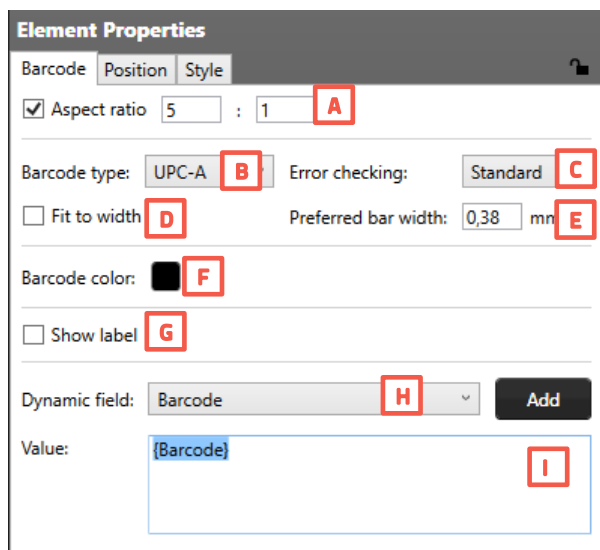 Element Properties
Barcode Position Style
Aspect ratio 5 : 1 A
Barcode type: UPC-A B Error checking: Standard C
Fit to width D Preferred bar width: 0,38 mm E
Barcode color: F
Show label G
Dynamic field: Barcode H Add
Value: {Barcode} I